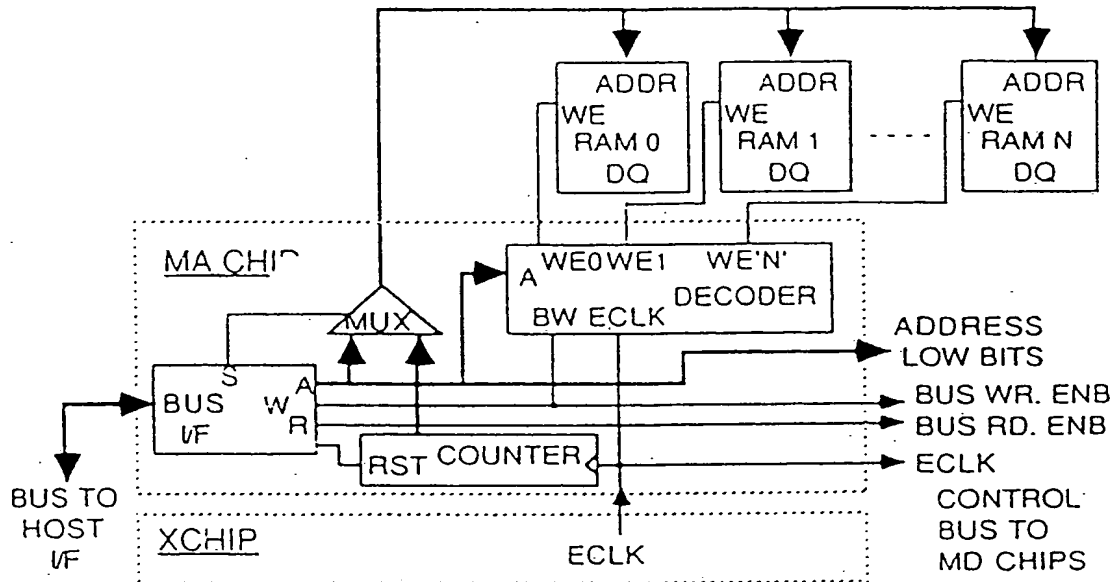 ADDR
WE
RAM 0
DQ
ADDR
WE
RAM 1
DQ
ADDR
WE
RAM N
DQ
MA CHIP
MUX
A
WE0 WE1 WE'N'
DECODER
BW ECLK
ADDRESS
LOW BITS
S
A
BUS
W
I/F
R
BUS WR. ENB
BUS RD. ENB
RST COUNTER
ECLK
BUS TO
HOST
I/F
XCHIP
ECLK
CONTROL
BUS TO
MD CHIPS